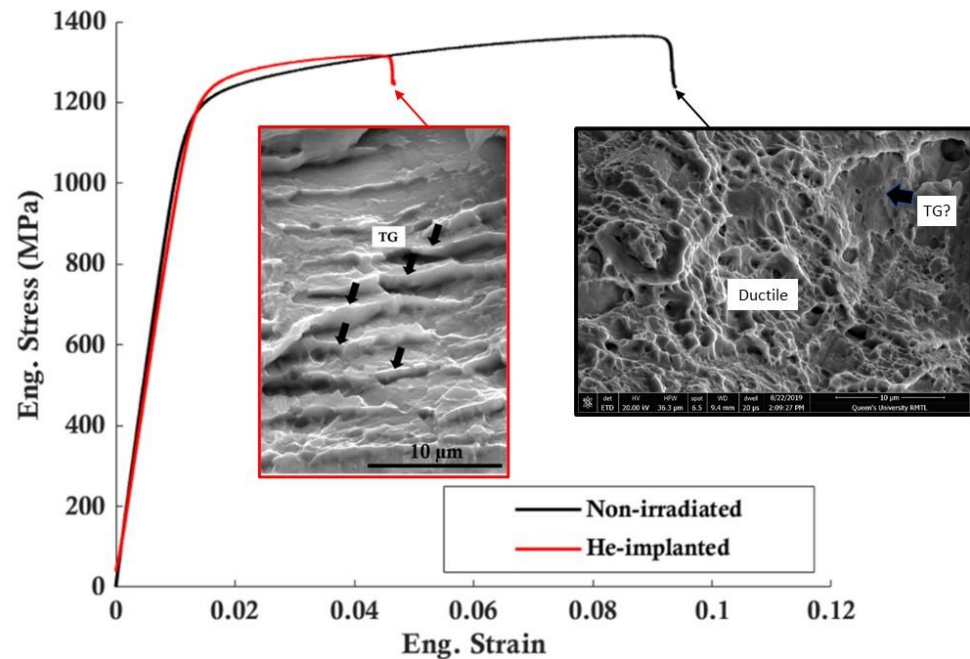 1400
1200
1000
800
600
400
200
0
Eng. Stress (MPa)
TG
10 μm
TG?
Ductile
det HV HFW spot WD dwell 8/22/2019 10 μm
ETD 20.00 kV 36.3 μm 6.5 9.4 mm 20 μs 2:09:27 PM Queen's University RMTL
Non-irradiated
He-implanted
0 0.02 0.04 0.06 0.08 0.1 0.12
Eng. Strain